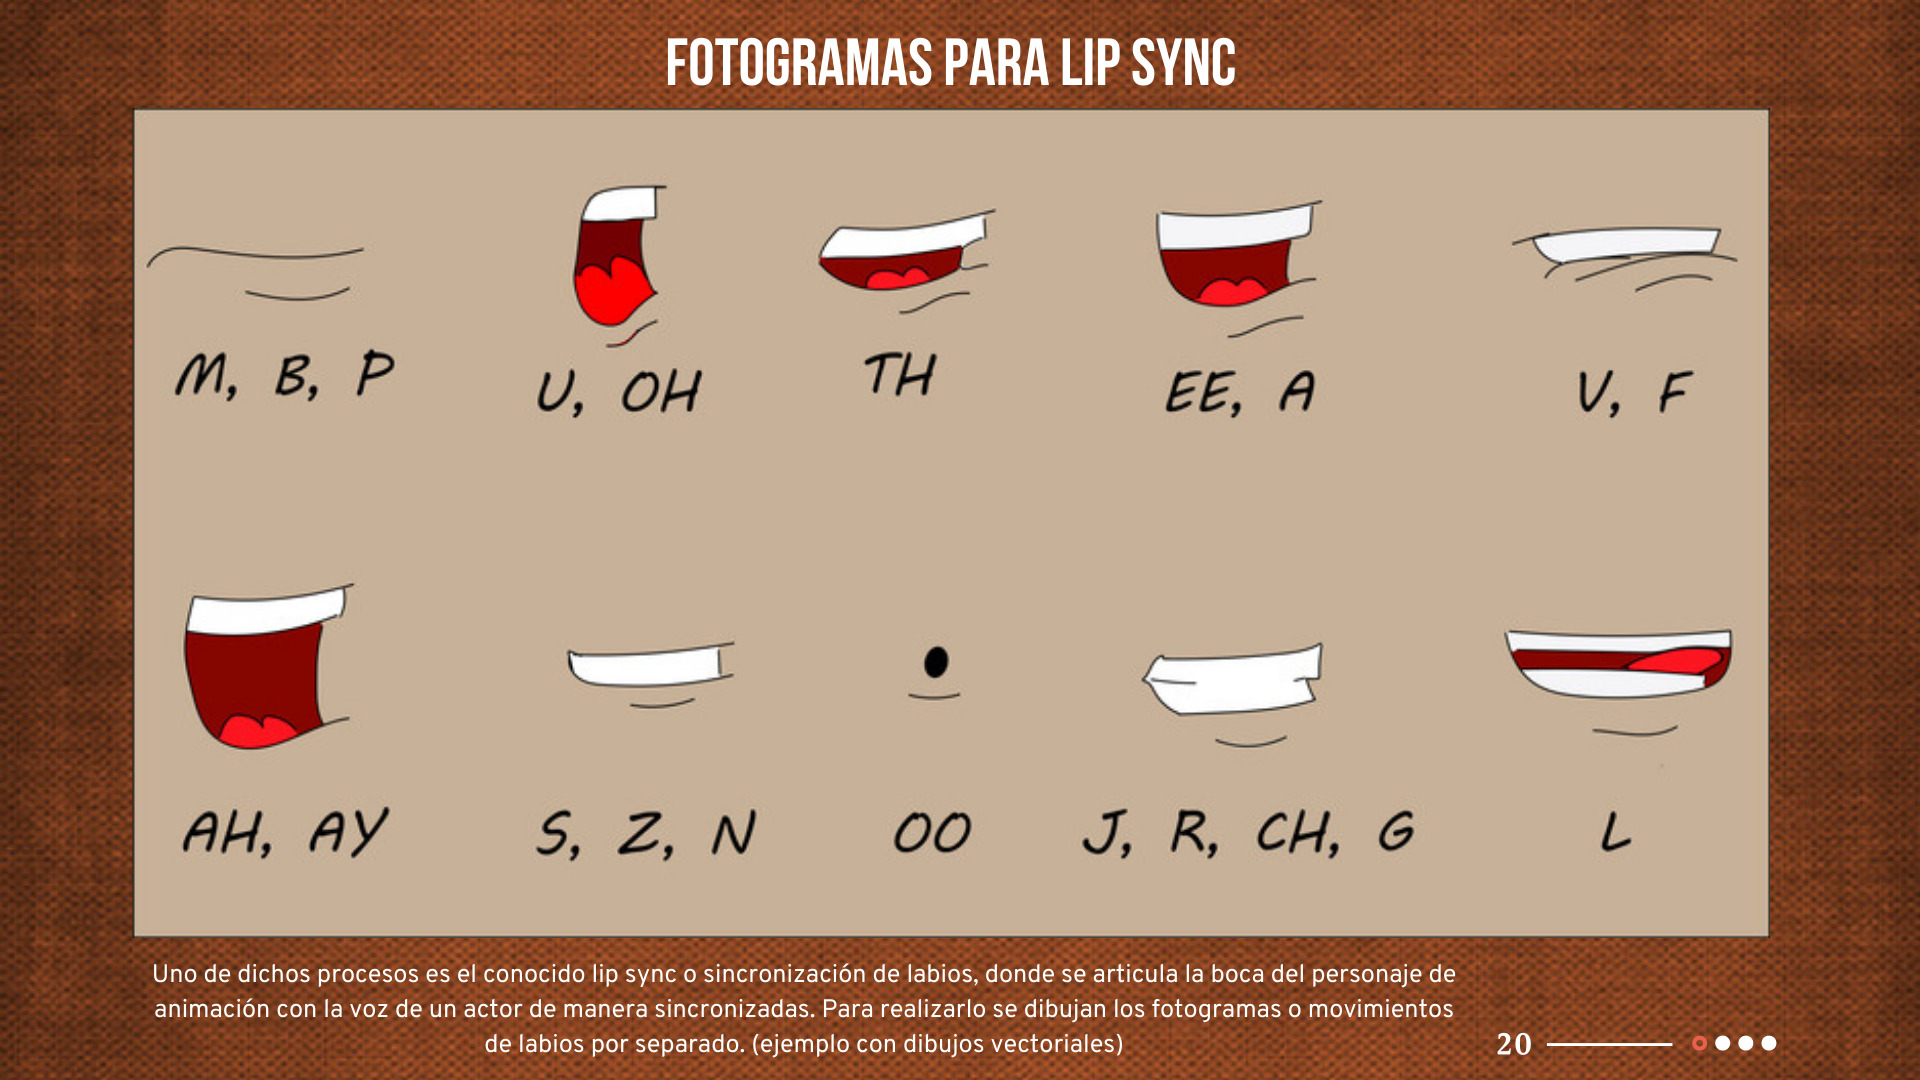 FOTOGRAMAS PARA LIP SYNC
M, B, P
U, OH
TH
EE, A
V, F
AH, AY
S, Z, N
OO
J, R, CH, G
L
Uno de dichos procesos es el conocido lip sync o sincronización de labios, donde se articula la boca del personaje de
animación con la voz de un actor de manera sincronizadas. Para realizarlo se dibujan los fotogramas o movimientos
de labios por separado. (ejemplo con dibujos vectoriales)
20